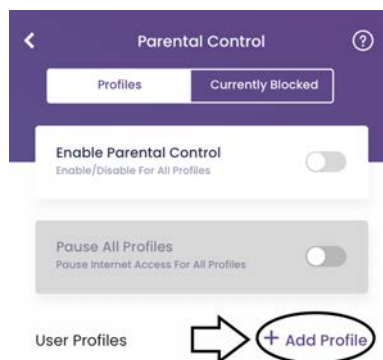 Parental Control
Profiles Currently Blocked
Enable Parental Control
Enable/Disable For All Profiles
Pause All Profiles
Pause Internet Access For All Profiles
User Profiles + Add Profile